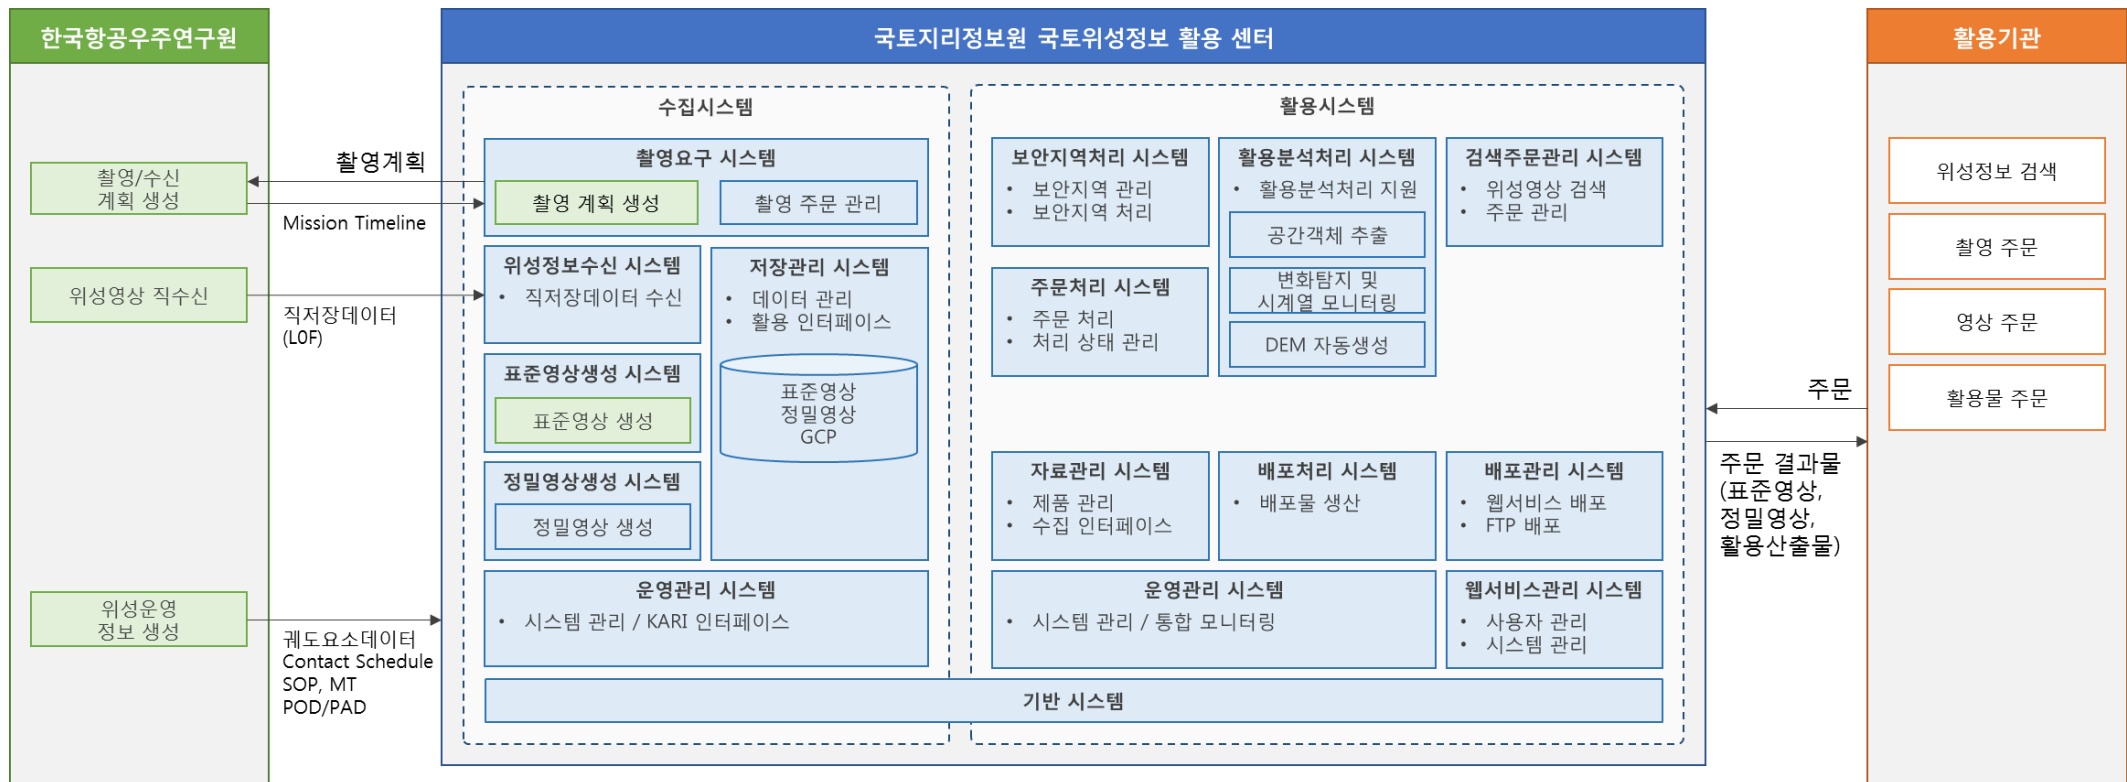 한국항공우주연구원
촬영/수신
계획 생성
위성영상 직수신
위성운영
정보 생성
촬영계획
Mission Timeline
직저장데이터
(L0F)
궤도요소데이터
Contact Schedule
SOP, MT
POD/PAD
국토지리정보원 국토위성정보 활용 센터
수집시스템
촬영요구 시스템
촬영 계획 생성
촬영 주문 관리
위성정보수신 시스템
• 직저장데이터 수신
표준영상생성 시스템
표준영상 생성
정밀영상생성 시스템
정밀영상 생성
저장관리 시스템
• 데이터 관리
• 활용 인터페이스
표준영상
정밀영상
GCP
운영관리 시스템
• 시스템 관리 / KARI 인터페이스
활용시스템
보안지역처리 시스템
• 보안지역 관리
• 보안지역 처리
활용분석처리 시스템
• 활용분석처리 지원
공간객체 추출
변화탐지 및
시계열 모니터링
DEM 자동생성
검색주문관리 시스템
• 위성영상 검색
• 주문 관리
주문처리 시스템
• 주문 처리
• 처리 상태 관리
자료관리 시스템
• 제품 관리
• 수집 인터페이스
배포처리 시스템
• 배포물 생산
배포관리 시스템
• 웹서비스 배포
• FTP 배포
운영관리 시스템
• 시스템 관리 / 통합 모니터링
웹서비스관리 시스템
• 사용자 관리
• 시스템 관리
기반 시스템
주문
주문 결과물
(표준영상,
정밀영상,
활용산출물)
활용기관
위성정보 검색
촬영 주문
영상 주문
활용물 주문